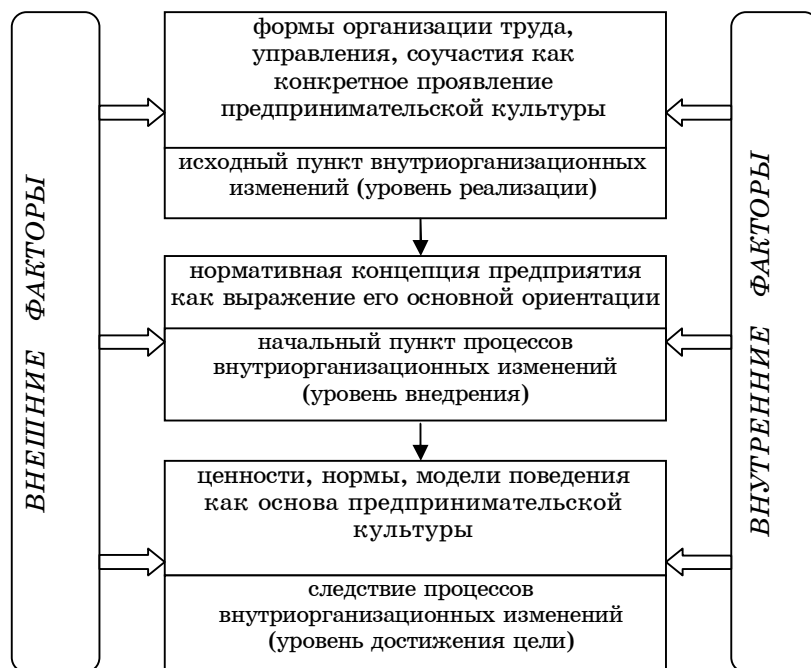 ВНЕШНИЕ ФАКТОРЫ
формы организации труда,
управления, соучастия как
конкретное проявление
предпринимательской культуры
исходный пункт внутриорганизационных
изменений (уровень реализации)
нормативная концепция предприятия
как выражение его основной ориентации
начальный пункт процессов
внутриорганизационных изменений
(уровень внедрения)
ценности, нормы, модели поведения
как основа предпринимательской
культуры
следствие процессов
внутриорганизационных изменений
(уровень достижения цели)
ВНУТРЕННИЕ ФАКТОРЫ